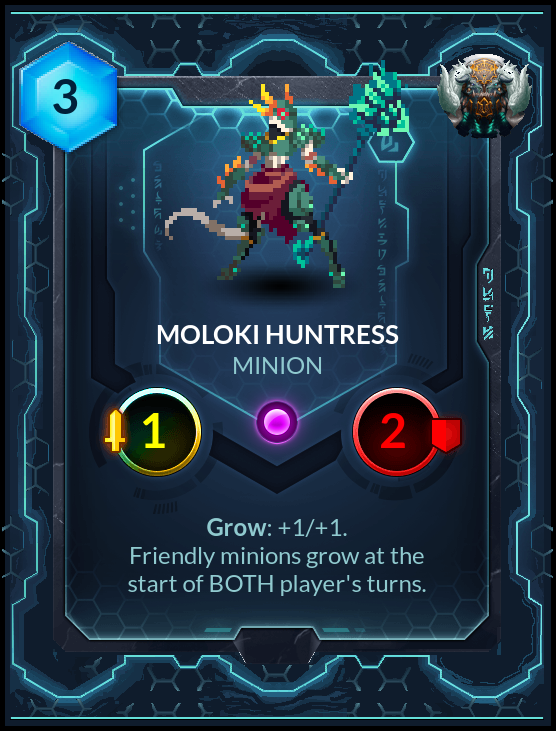 3
MOLOKI HUNTRESS
MINION
1
2
Grow: +1/+1.
Friendly minions grow at the
start of BOTH player's turns.